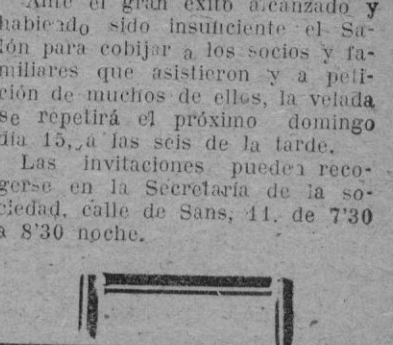 Ante el gran éxito alcanzado y
habiendo sido insuficiente el Sa-
lón para cobijar a los socios y fa-
miliares que asistieron y a peti-
ción de muchos de ellos, la velada
se repetirá el próximo domingo
día 15, a las seis de la tarde.
Las invitaciones pueden reco-
gerse en la Secretaría de la so-
ciedad, calle de Sans, 11, de 7'30
a 8'30 noche.